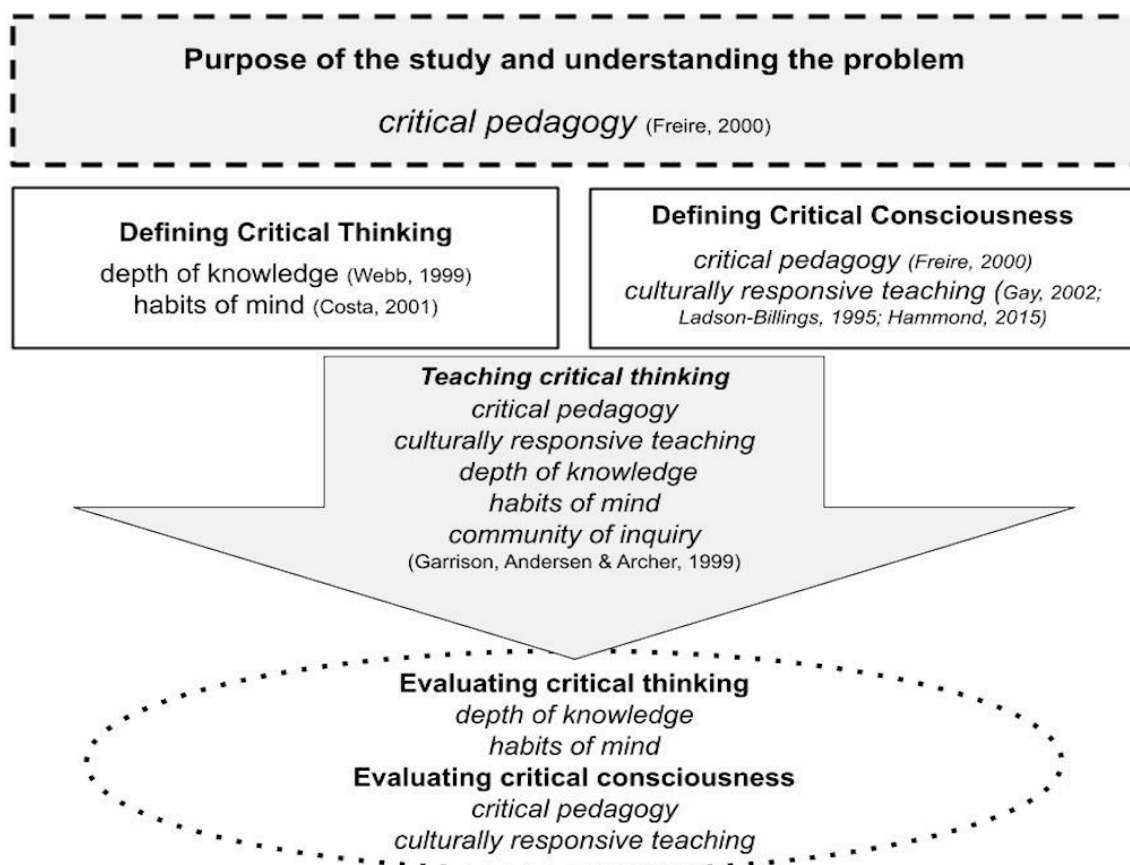 Purpose of the study and understanding the problem
critical pedagogy (Freire, 2000)
Defining Critical Thinking
depth of knowledge (Webb, 1999)
habits of mind (Costa, 2001)
Defining Critical Consciousness
critical pedagogy (Freire, 2000)
culturally responsive teaching (Gay, 2002;
Ladson-Billings, 1995; Hammond, 2015)
Teaching critical thinking
critical pedagogy
culturally responsive teaching
depth of knowledge
habits of mind
community of inquiry
(Garrison, Andersen & Archer, 1999)
Evaluating critical thinking
depth of knowledge
habits of mind
Evaluating critical consciousness
critical pedagogy
culturally responsive teaching